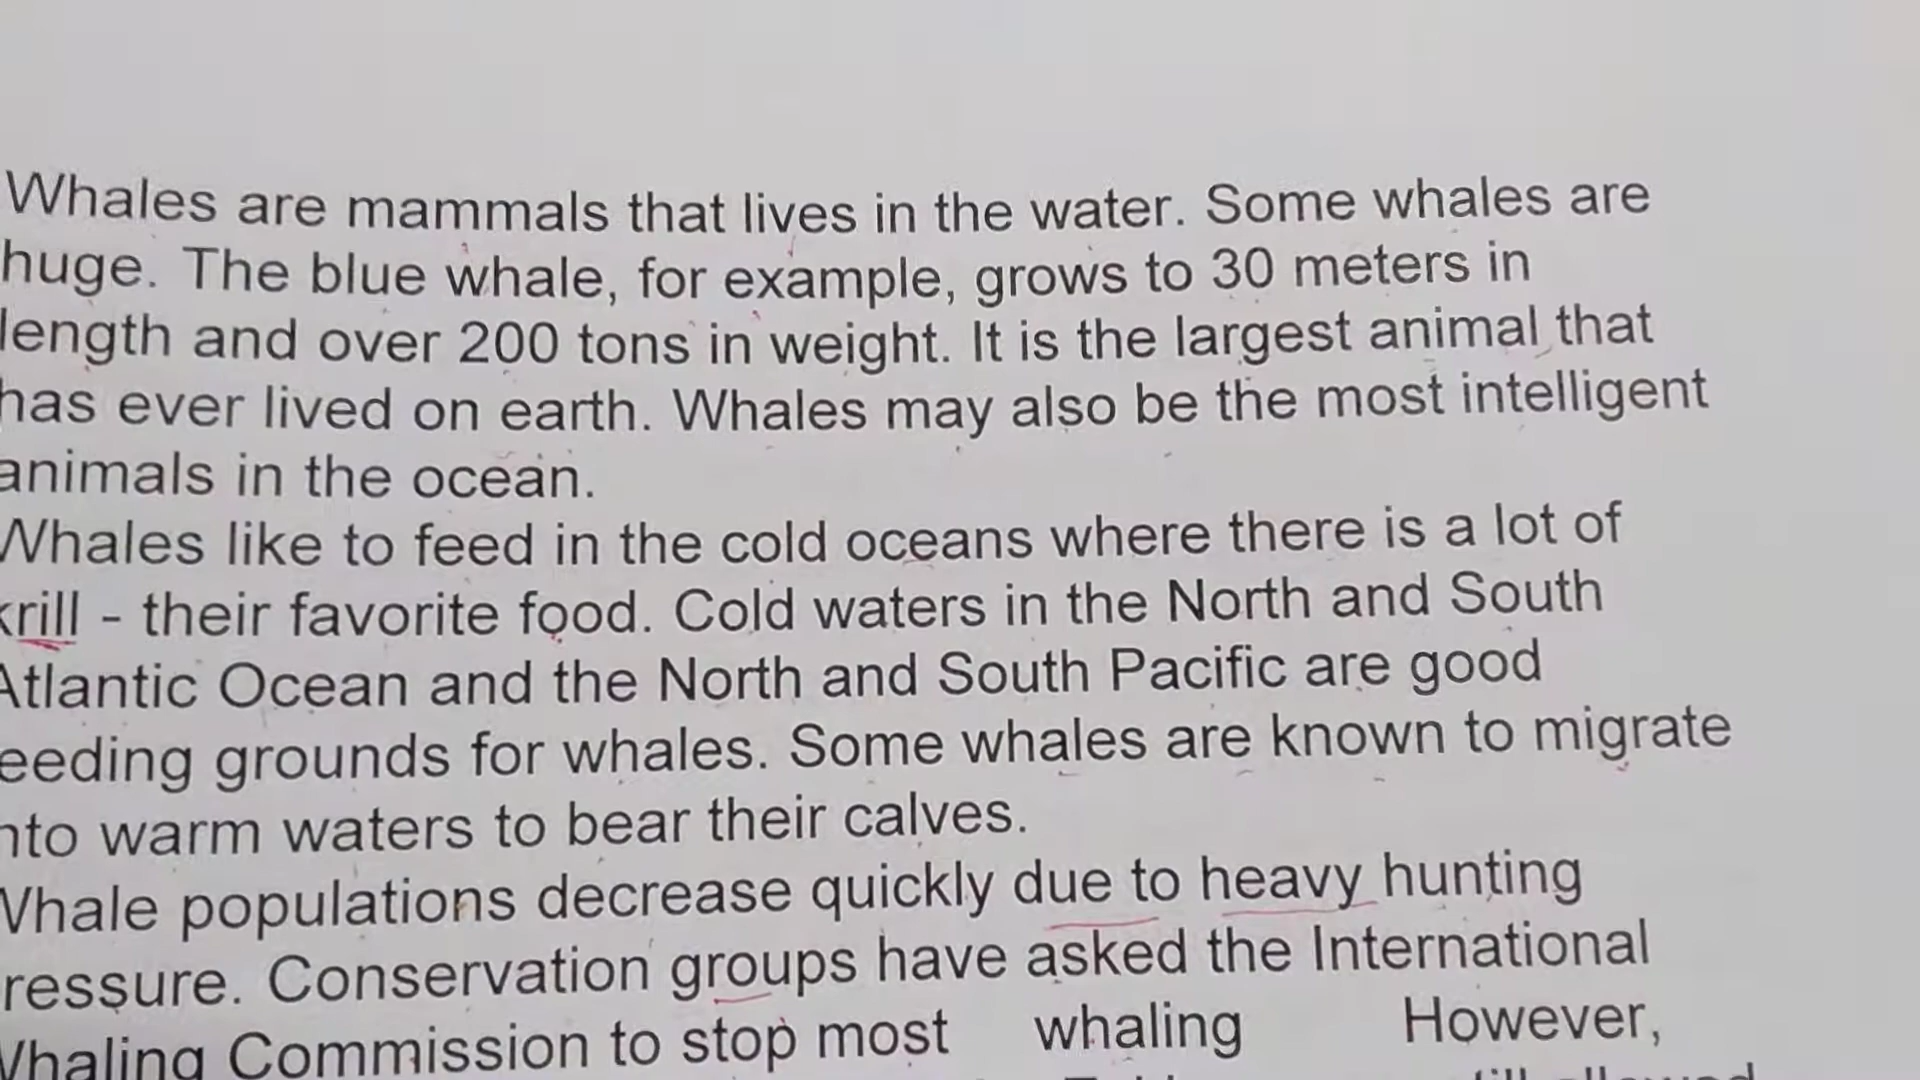 Whales are mammals that lives in the water. Some whales are
huge. The blue whale, for example, grows to 30 meters in
length and over 200 tons in weight. It is the largest animal that
has ever lived on earth. Whales may also be the most intelligent
animals in the ocean.
Whales like to feed in the cold oceans where there is a lot of
krill - their favorite food. Cold waters in the North and South
Atlantic Ocean and the North and South Pacific are good
eeding grounds for whales. Some whales are known to migrate
nto warm waters to bear their calves.
Whale populations decrease quickly due to heavy hunting
ressure. Conservation groups have asked the International
Whaling Commission to stop most whaling However,